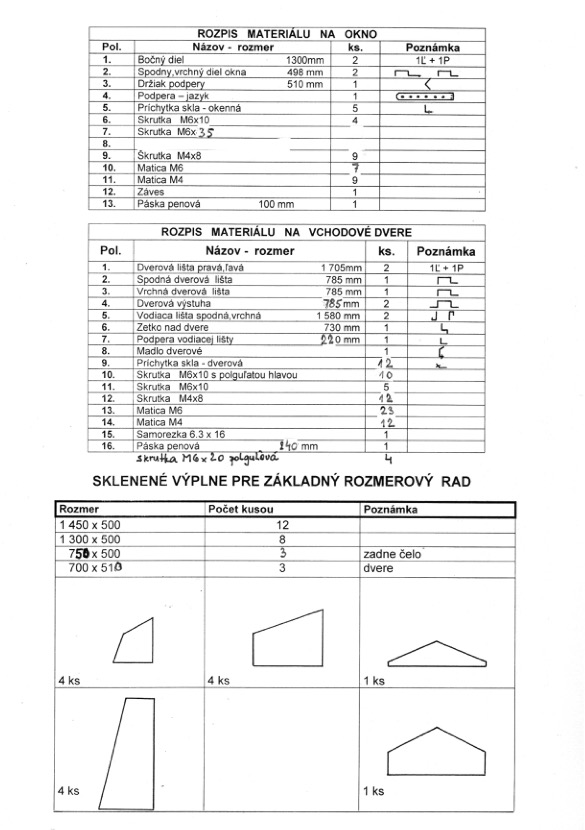 ROZPIS MATERIÁLU NA OKNO
Pol. Názov - rozmer ks. Poznámka
1. Bočný diel 1300mm 2 1Ľ + 1P
2. Spodny,vrchný diel okna 498 mm 2
3. Držiak podpery 510 mm 1
4. Podpera – jazyk 1
5. Príchytka skla - okenná 5
6. Skrutka M6x10 4
7. Skrutka M6x 35
8.
9. Škrutka M4x8 9
10. Matica M6 7
11. Matica M4 9
12. Záves 1
13. Páska penová 100 mm 1
ROZPIS MATERIÁLU NA VCHODOVÉ DVERE
Pol. Názov - rozmer ks. Poznámka
1. Dverová lišta pravá,ľavá 1 705mm 2 1Ľ + 1P
2. Spodná dverová lišta 785 mm 1
3. Vrchná dverová lišta 785 mm 1
4. Dverová výstuha 785 mm 2
5. Vodiaca lišta spodná,vrchná 1 580 mm 2
6. Zetko nad dvere 730 mm 1
7. Podpera vodiacej lišty 220 mm 1
8. Madlo dverové 1
9. Príchytka skla - dverová 12
10. Skrutka M6x10 s polguľatou hlavou 10
11. Skrutka M6x10 5
12. Skrutka M4x8 12
13. Matica M6 23
14. Matica M4 12
15. Samorezka 6.3 x 16 1
16. Páska penová 240 mm 1
skrutka M6x20 polguľová 4
SKLENENÉ VÝPLNE PRE ZÁKLADNÝ ROZMEROVÝ RAD
Rozmer Počet kusou Poznámka
1 450 x 500 12
1 300 x 500 8
750 x 500 3 zadne čelo
700 x 510 3 dvere
4 ks 4 ks 1 ks
4 ks 1 ks